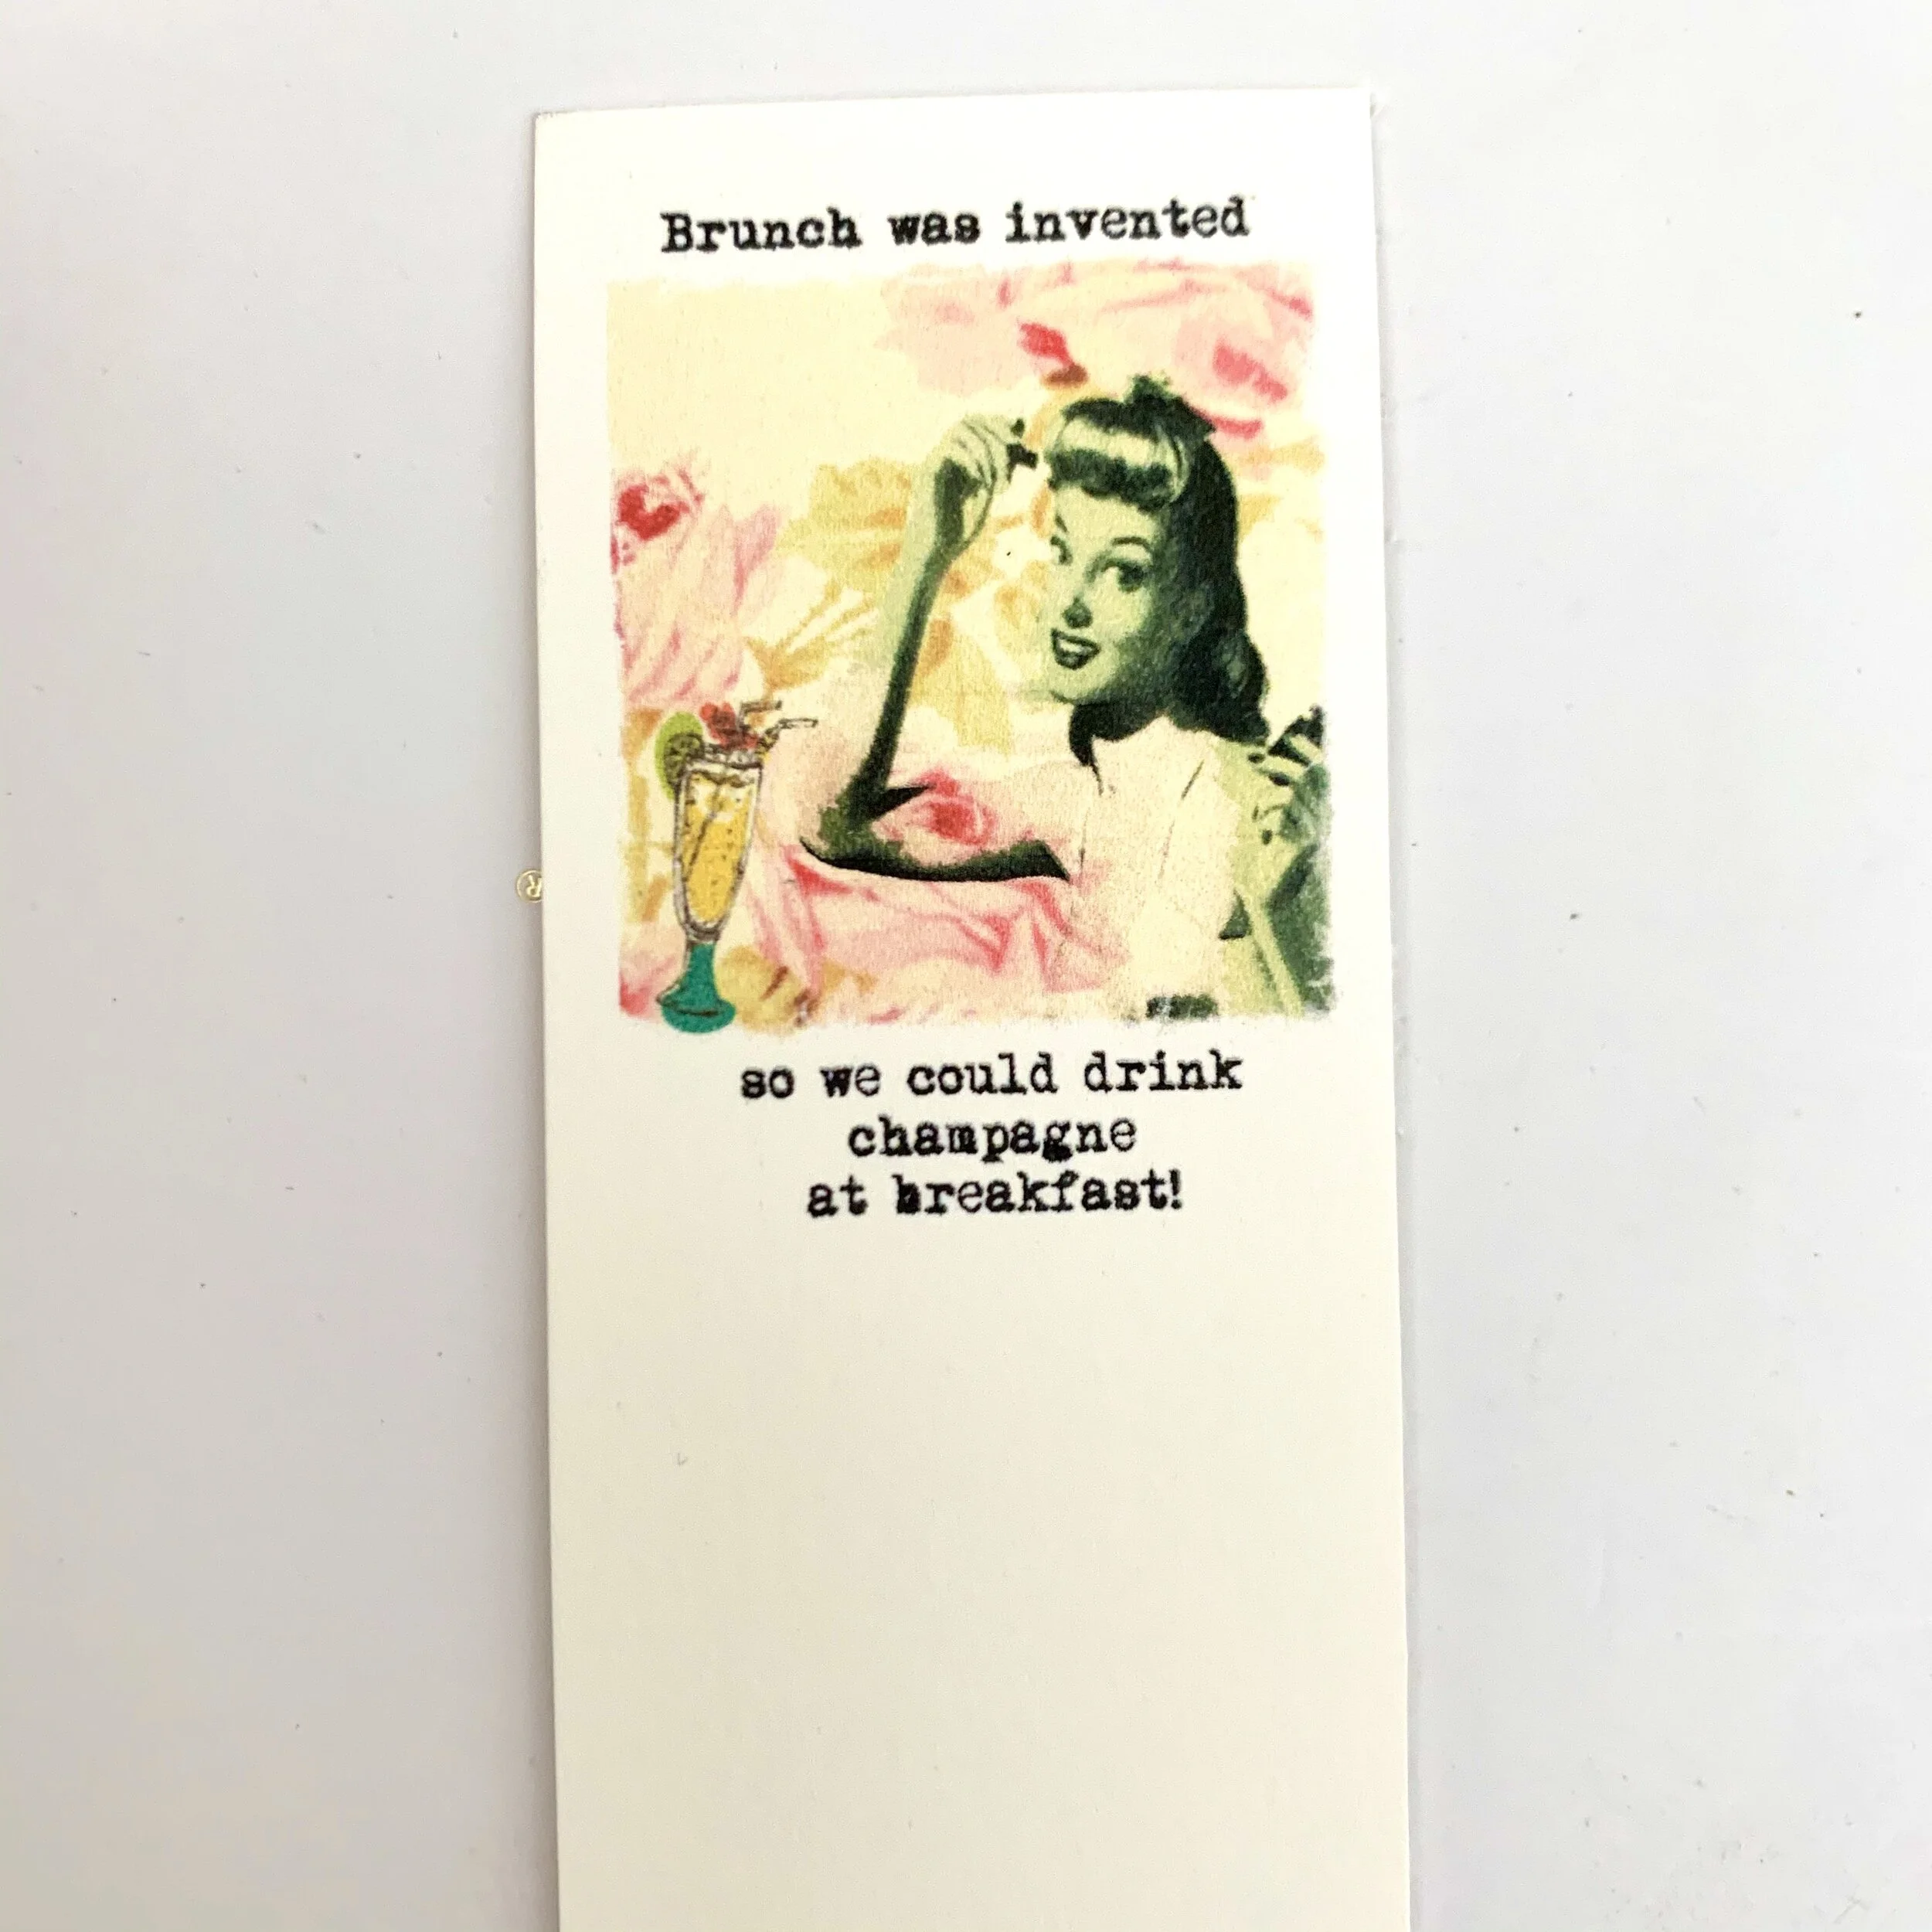 Brunch was invented
so we could drink
champagne
at breakfast!
®